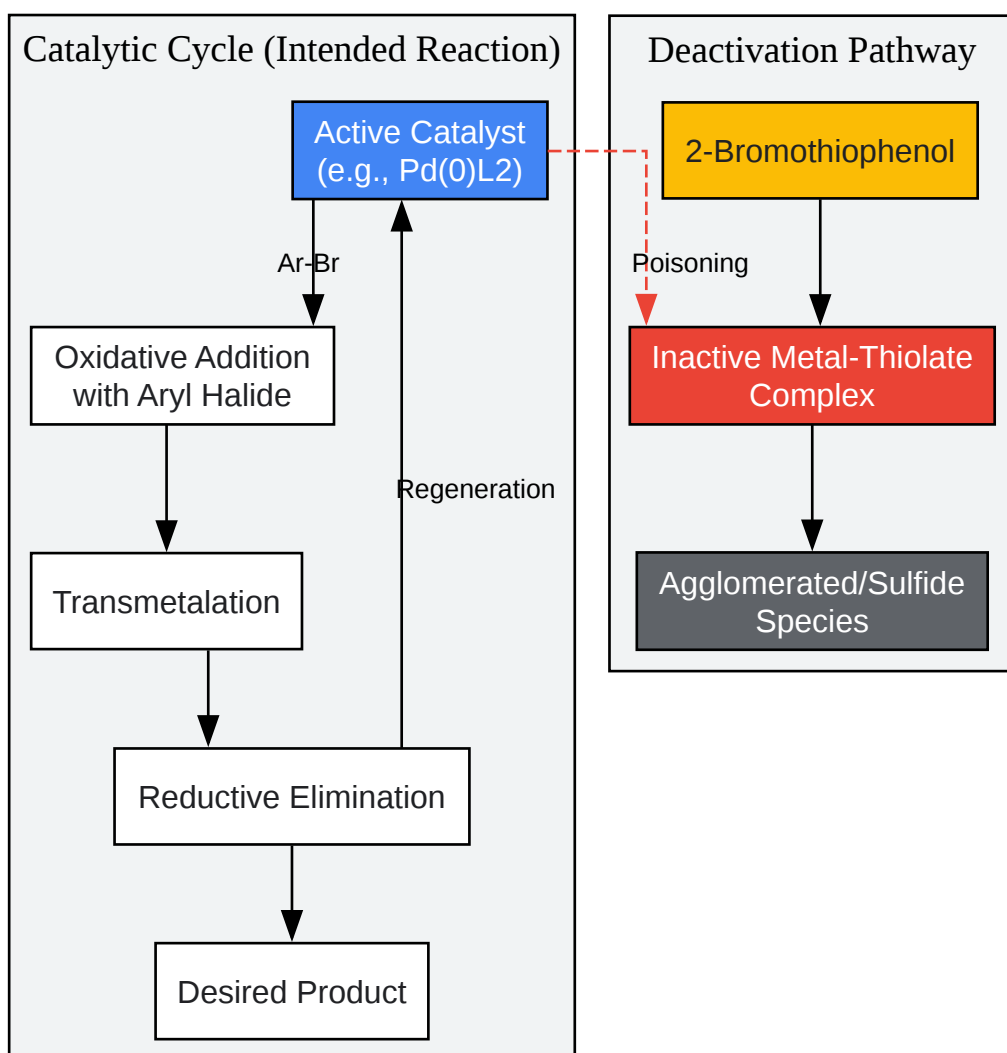 Catalytic Cycle (Intended Reaction)
Active Catalyst
(e.g., Pd(0)L2)
Ar-Br
Oxidative Addition
with Aryl Halide
Regeneration
Transmetalation
Reductive Elimination
Desired Product
Deactivation Pathway
2-Bromothiophenol
Poisoning
Inactive Metal-Thiolate
Complex
Agglomerated/Sulfide
Species